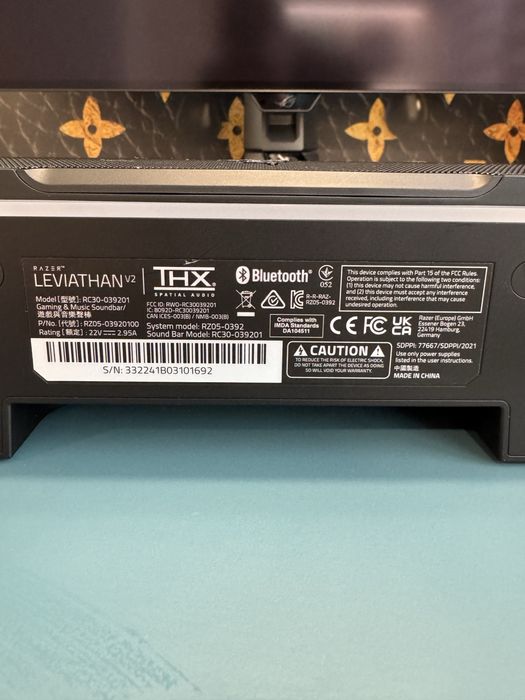 RAZER™
LEVIATHAN V2
Model [型號]: RC30-039201
Gaming & Music Soundbar/
遊戲與音樂聲棒
P/No. [代號] : RZ05-03920100
Rating [額定] : 22V 2.95A
THX
SPATIAL AUDIO
FCC ID: RWO-RC30039201
IC: BO920-RC30039201
CAN ICES-003(B) / NMB-003(B)
System model: RZ05-0392
Sound Bar Model: RC30-039201
S/N: 332241B03101692
Bluetooth®
052
R-R-RAZ-
RZ05-0392
Complies with
IMDA Standards
DA104511
CE FC UK
CA
CAUTION
TO REDUCE THE RISK OF ELECTRIC SHOCK,
DO NOT TAKE APART THE DEVICE AS DOING
SO WILL VOID YOUR WARRANTY.
This device complies with Part 15 of the FCC Rules.
Operation is subject to the following two conditions:
(1) this device may not cause harmful interference,
and (2) this device must accept any interference
received, including interference that may cause
undesired operation.
Razer (Europe) GmbH
Essener Bogen 23,
22419 Hamburg,
Germany
SDPPI: 77667/SDPPI/2021
Use only power supplies
listed in the user instruction.
中國製造
MADE IN CHINA